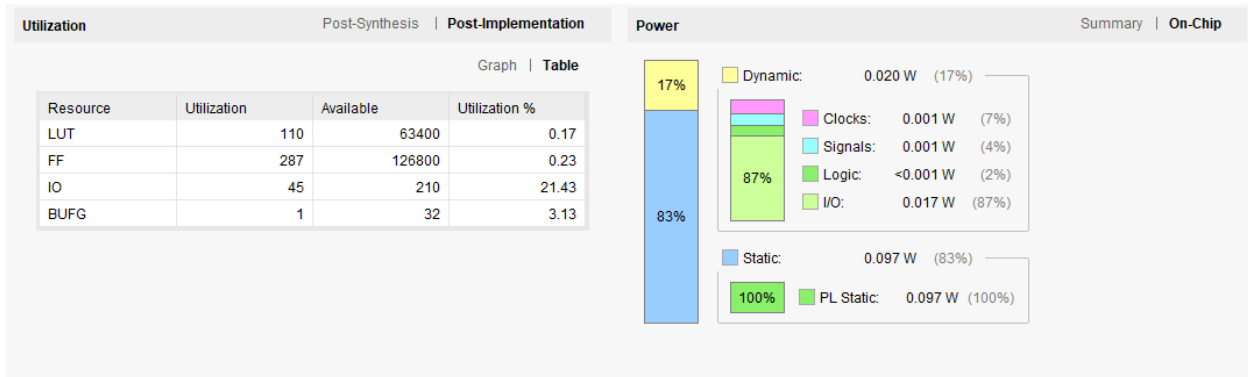 Utilization Post-Synthesis | Post-Implementation
Graph | Table
Resource Utilization Available Utilization %
LUT 110 63400 0.17
FF 287 126800 0.23
IO 45 210 21.43
BUFG 1 32 3.13
Power Summary | On-Chip
17%
83%
Dynamic: 0.020 W (17%)
87%
Clocks: 0.001 W (7%)
Signals: 0.001 W (4%)
Logic: <0.001 W (2%)
I/O: 0.017 W (87%)
Static: 0.097 W (83%)
100% PL Static: 0.097 W (100%)